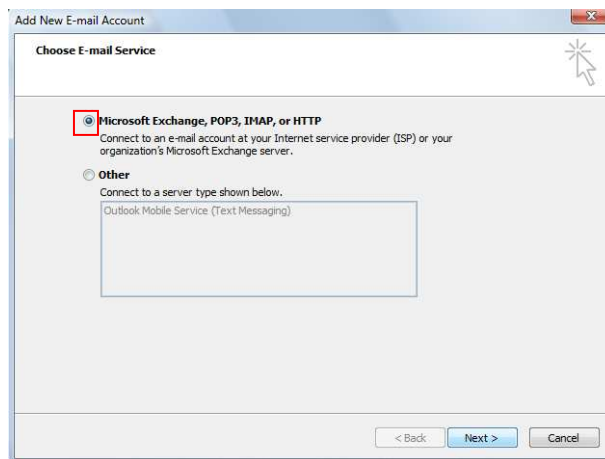 Add New E-mail Account
Choose E-mail Service
Microsoft Exchange, POP3, IMAP, or HTTP
Connect to an e-mail account at your Internet service provider (ISP) or your
organization's Microsoft Exchange server.
Other
Connect to a server type shown below.
Outlook Mobile Service (Text Messaging)
< Back Next > Cancel